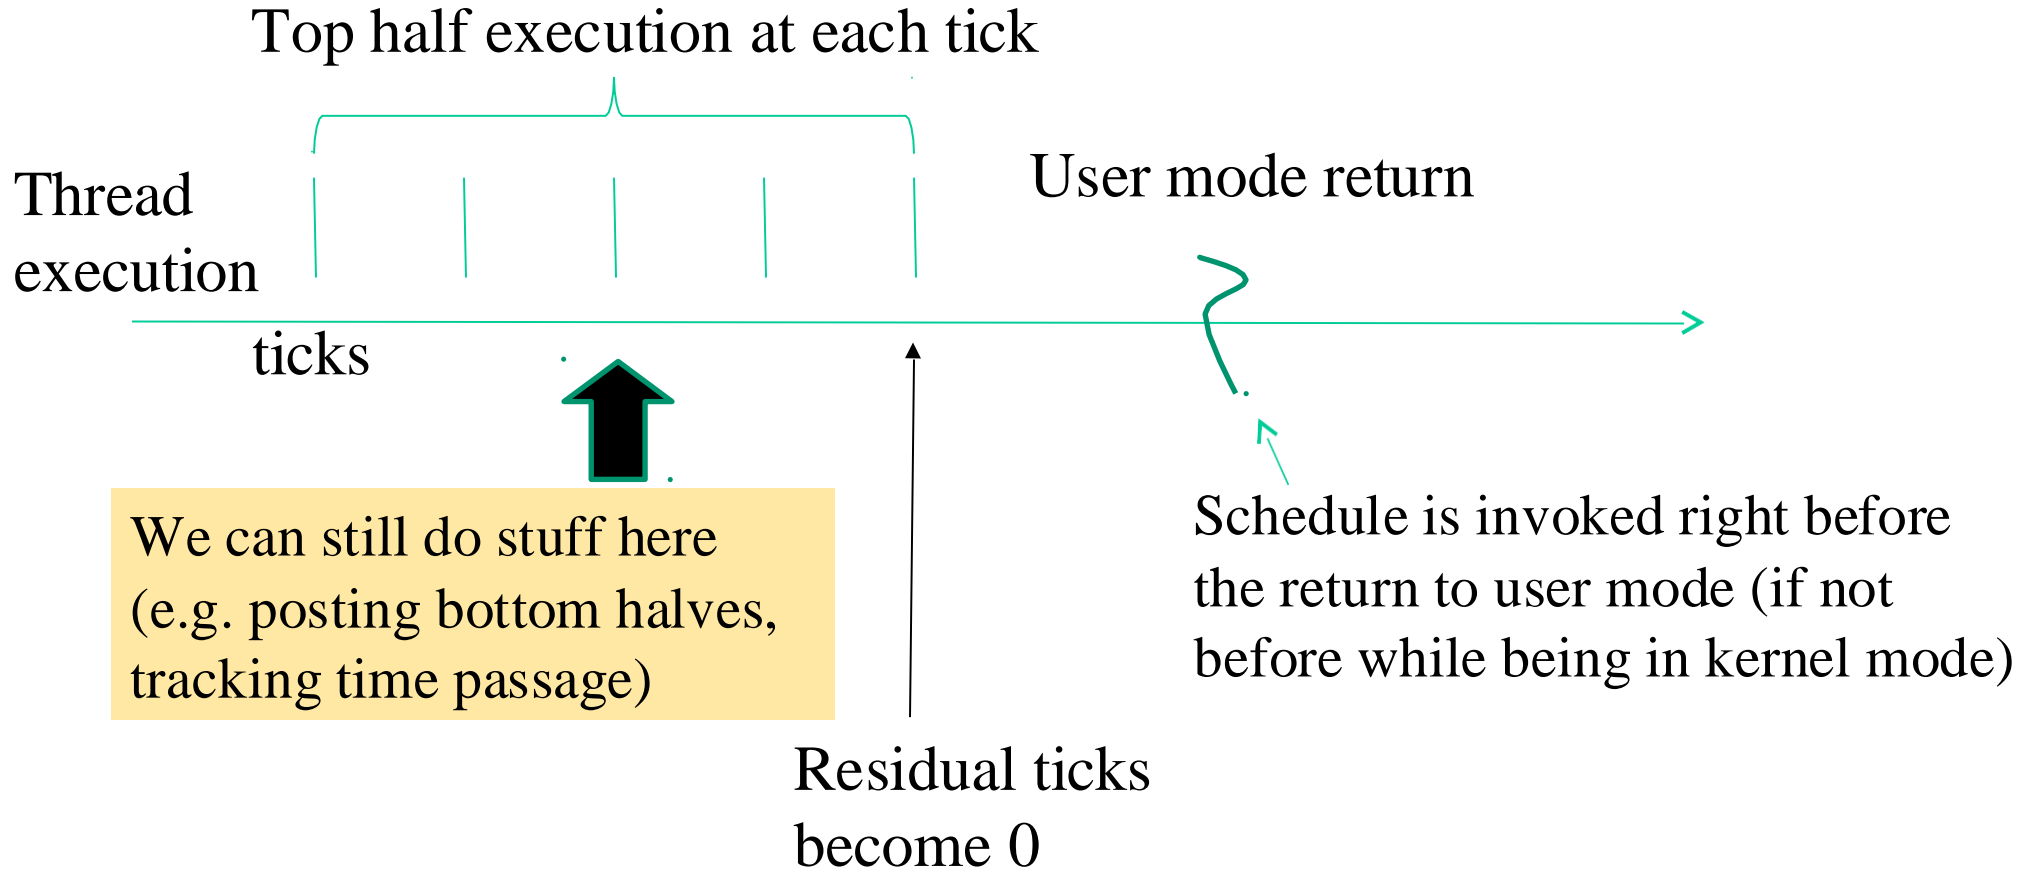 Top half execution at each tick
User mode return
Thread
execution
ticks
We can still do stuff here
(e.g. posting bottom halves,
tracking time passage)
Schedule is invoked right before
the return to user mode (if not
before while being in kernel mode)
Residual ticks
become 0